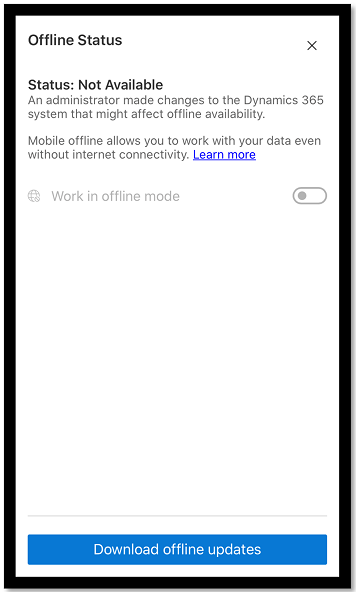 Offline Status
Status: Not Available
An administrator made changes to the Dynamics 365
system that might affect offline availability.
Mobile offline allows you to work with your data even
without internet connectivity. Learn more
Work in offline mode
Download offline updates